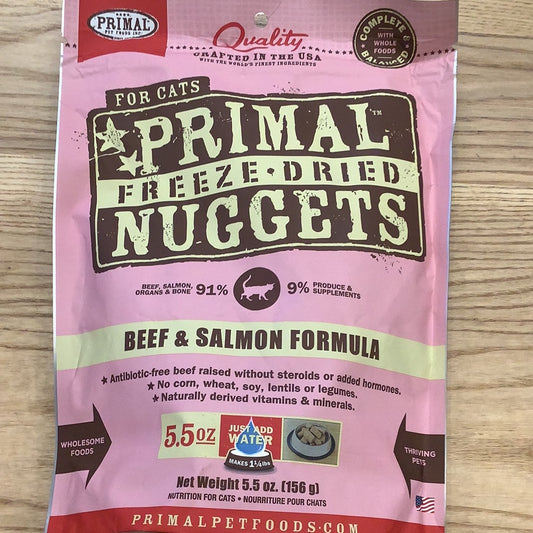 PRIMAL
PET FOODS INC.
Quality
CRAFTED IN THE USA
WITH THE WORLD'S FINEST INGREDIENTS
COMPLETE &
WITH WHOLE
FOODS
BALANCED
FOR CATS
PRIMAL™
FREEZE·DRIED
NUGGETS
BEEF, SALMON,
ORGANS & BONE 91%
9% PRODUCE &
SUPPLEMENTS
BEEF & SALMON FORMULA
★ Antibiotic-free beef raised without steroids or added hormones.
★ No corn, wheat, soy, lentils or legumes.
★ Naturally derived vitamins & minerals.
WHOLESOME
FOODS
5.5OZ
JUST ADD
WATER
MAKES 1¼ lbs
THRIVING
PETS
Net Weight 5.5 oz. (156 g)
NUTRITION FOR CATS • NOURRITURE POUR CHATS
PRIMALPETFOODS·COM